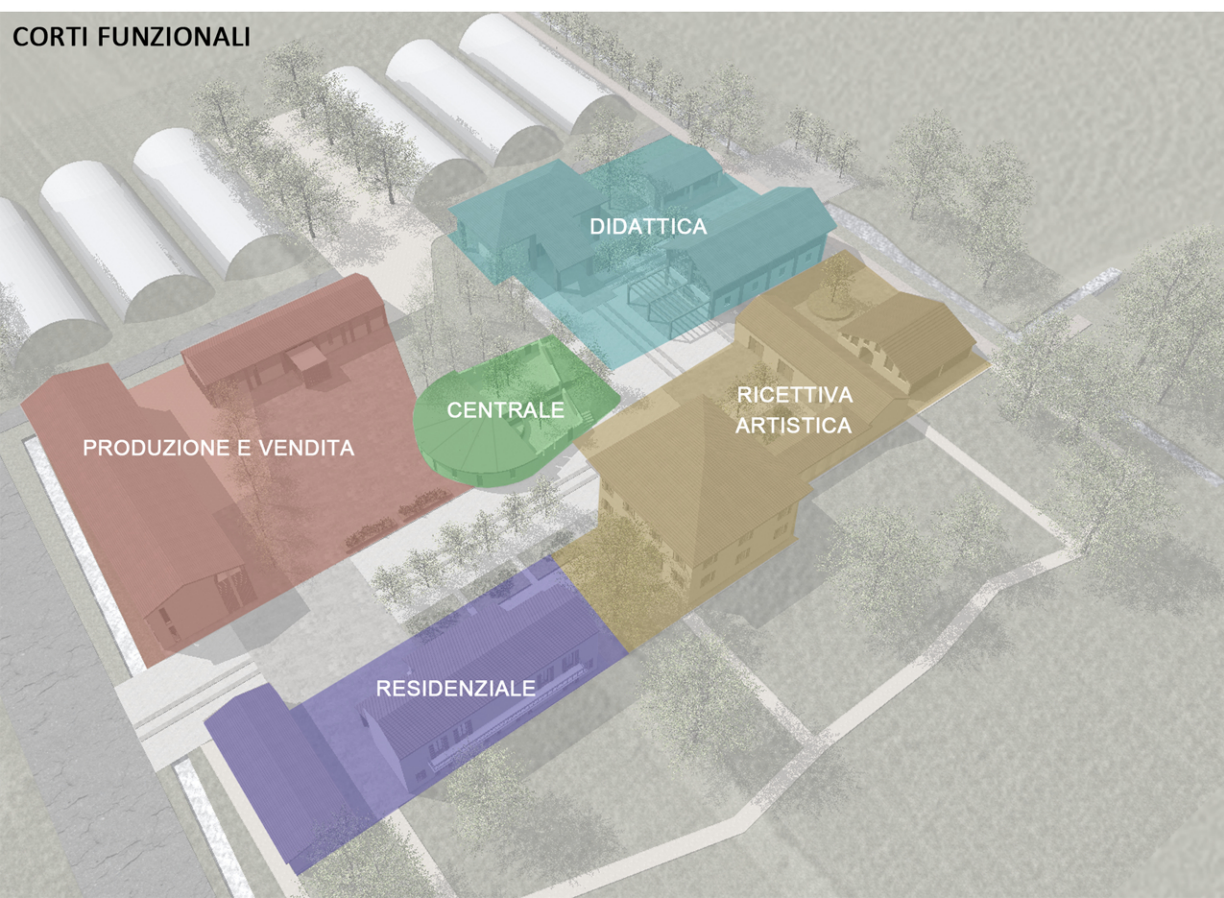 CORTI FUNZIONALI
DIDATTICA
RICETTIVA
ARTISTICA
CENTRALE
PRODUZIONE E VENDITA
RESIDENZIALE